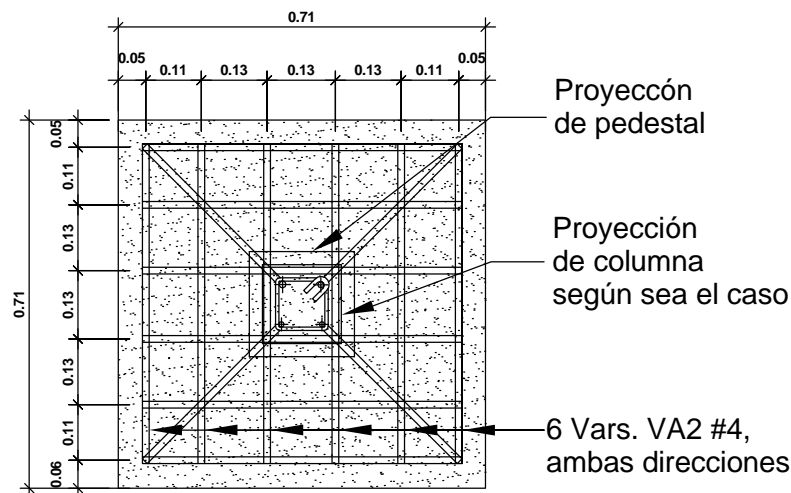 0.71
0.05
0.11
0.13
0.13
0.13
0.11
0.05
Proyeccón
de pedestal
Proyección
de columna
según sea el caso
6 Vars. VA2 #4,
ambas direcciones
0.71
0.05
0.11
0.13
0.13
0.13
0.11
0.06